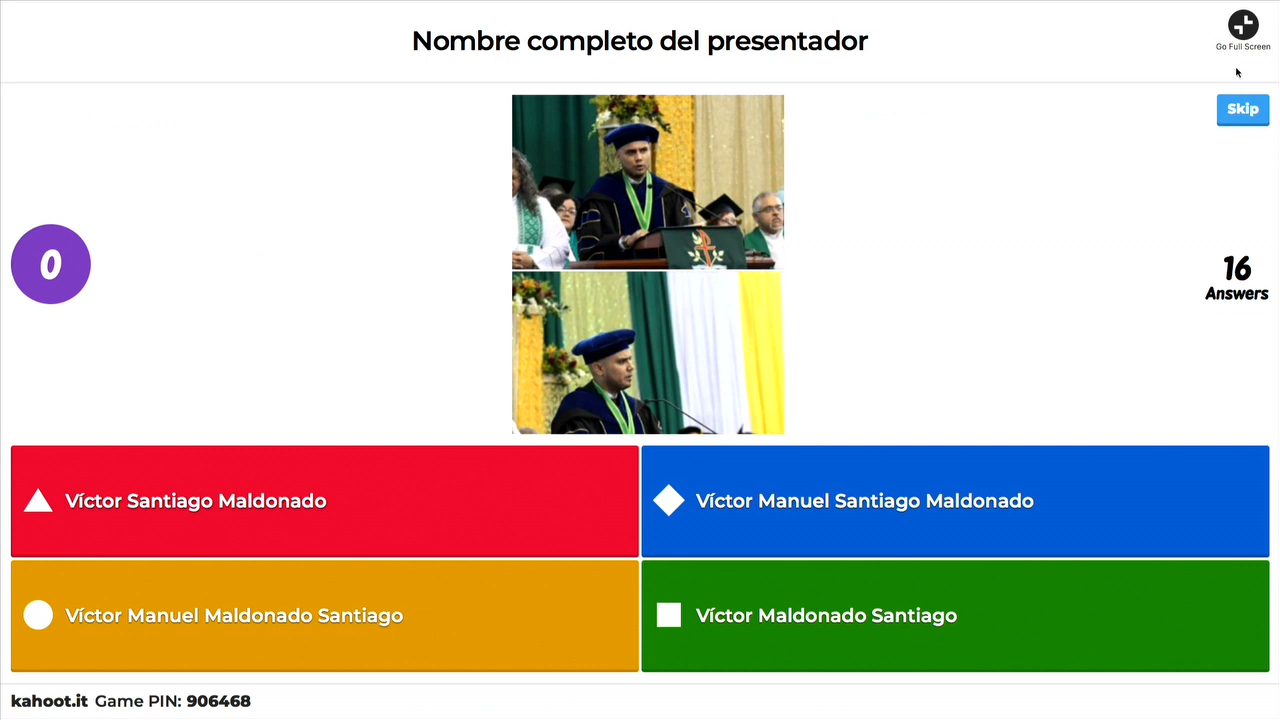 Nombre completo del presentador
Go Full Screen
Skip
0
16
Answers
Víctor Santiago Maldonado
Víctor Manuel Santiago Maldonado
Víctor Manuel Maldonado Santiago
Víctor Maldonado Santiago
kahoot.it Game PIN: 906468